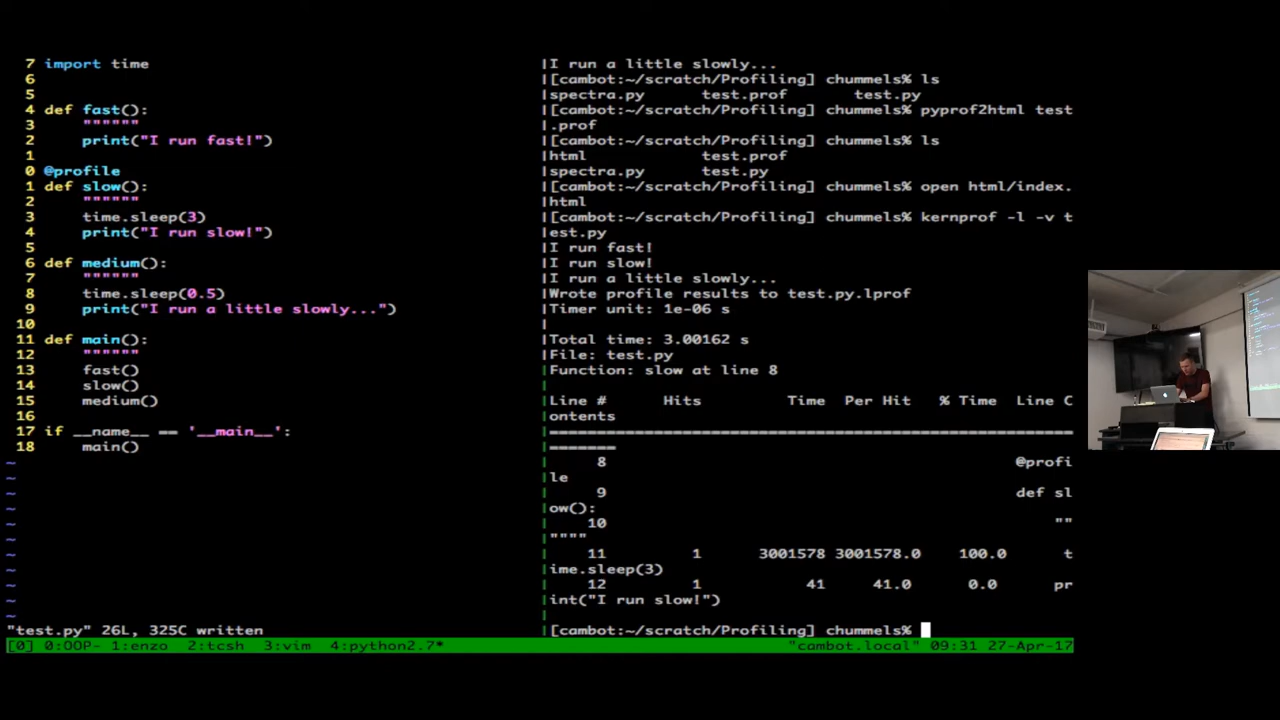 7 import time
6
5
4 def fast():
3     """"""
2     print("I run fast!")
1
0 @profile
1 def slow():
2     """"""
3     time.sleep(3)
4     print("I run slow!")
5
6 def medium():
7     """"""
8     time.sleep(0.5)
9     print("I run a little slowly...")
10
11 def main():
12     """"""
13     fast()
14     slow()
15     medium()
16
17 if __name__ == '__main__':
18     main()
~
~
~
~
~
~
~
~
~
~
~
"test.py" 26L, 325C written
|I run a little slowly...
|[cambot:~/scratch/Profiling] chummels% ls
|spectra.py      test.prof       test.py
|[cambot:~/scratch/Profiling] chummels% pyprof2html test
|.prof
|[cambot:~/scratch/Profiling] chummels% ls
|html            test.prof
|spectra.py      test.py
|[cambot:~/scratch/Profiling] chummels% open html/index.
|html
|[cambot:~/scratch/Profiling] chummels% kernprof -l -v t
|est.py
|I run fast!
|I run slow!
|I run a little slowly...
|Wrote profile results to test.py.lprof
|Timer unit: 1e-06 s
|
|Total time: 3.00162 s
|File: test.py
|Function: slow at line 8
|
|Line #      Hits         Time  Per Hit   % Time  Line C
|ontents
|=======================================================
|=======
|     8                                           @profi
|le
|     9                                           def sl
|ow():
|    10                                               ""
|""""
|    11         1      3001578 3001578.0    100.0      t
|ime.sleep(3)
|    12         1           41     41.0      0.0      pr
|int("I run slow!")
|
|[cambot:~/scratch/Profiling] chummels%
[0] 0:OOP- 1:enzo  2:tcsh  3:vim  4:python2.7* "cambot.local" 09:31 27-Apr-17